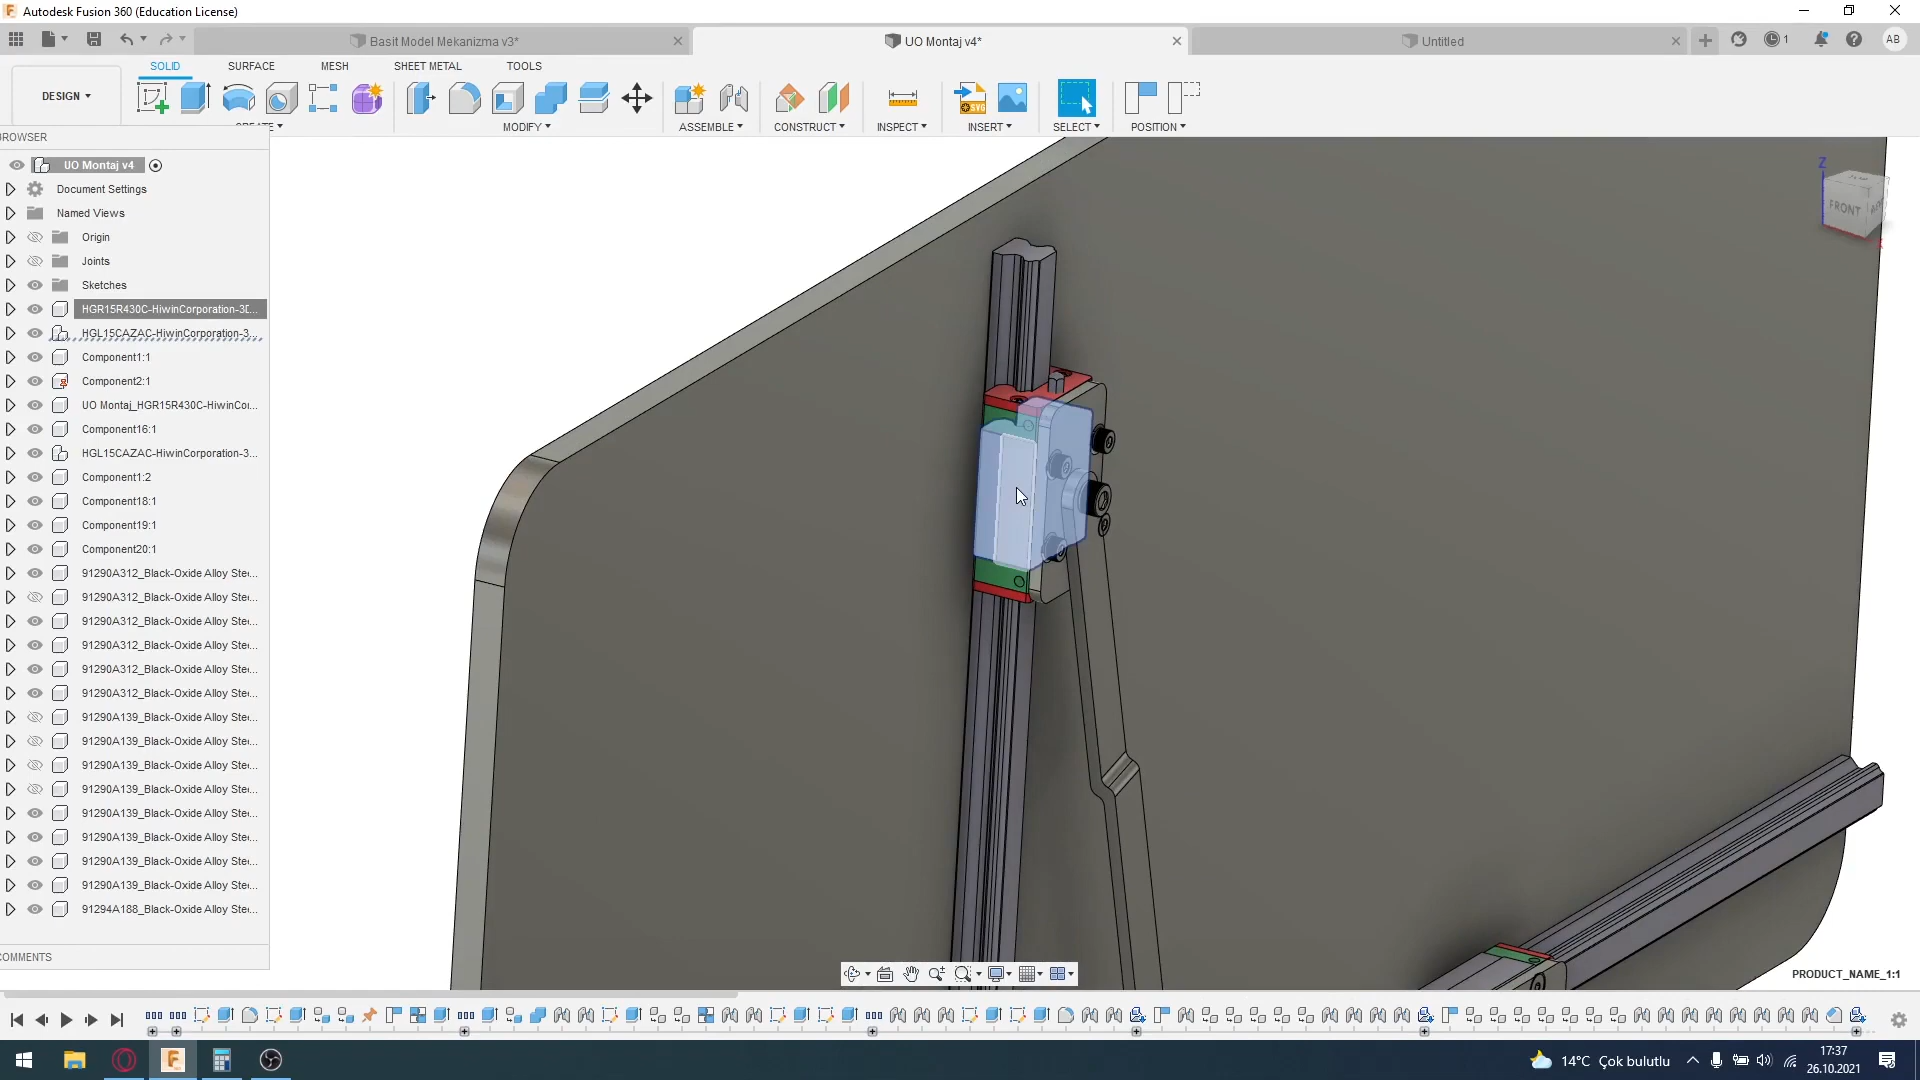 Autodesk Fusion 360 (Education License)
Basit Model Mekanizma v3*
UO Montaj v4*
Untitled
1
AB
SOLID
SURFACE
MESH
SHEET METAL
TOOLS
DESIGN
CREATE
MODIFY
ASSEMBLE
CONSTRUCT
INSPECT
INSERT
SELECT
POSITION
BROWSER
UO Montaj v4
Document Settings
Named Views
Origin
Joints
Sketches
HGR15R430C-HiwinCorporation-3D...
HGL15CAZAC-HiwinCorporation-3...
Component1:1
Component2:1
UO Montaj_HGR15R430C-HiwinCor...
Component16:1
HGL15CAZAC-HiwinCorporation-3...
Component1:2
Component18:1
Component19:1
Component20:1
91290A312_Black-Oxide Alloy Ste...
91290A312_Black-Oxide Alloy Ste...
91290A312_Black-Oxide Alloy Ste...
91290A312_Black-Oxide Alloy Ste...
91290A312_Black-Oxide Alloy Ste...
91290A312_Black-Oxide Alloy Ste...
91290A139_Black-Oxide Alloy Ste...
91290A139_Black-Oxide Alloy Ste...
91290A139_Black-Oxide Alloy Ste...
91290A139_Black-Oxide Alloy Ste...
91290A139_Black-Oxide Alloy Ste...
91290A139_Black-Oxide Alloy Ste...
91290A139_Black-Oxide Alloy Ste...
91290A139_Black-Oxide Alloy Ste...
91294A188_Black-Oxide Alloy Ste...
COMMENTS
Z
FRONT
X
PRODUCT_NAME_1:1
14°C Çok bulutlu
17:37
26.10.2021